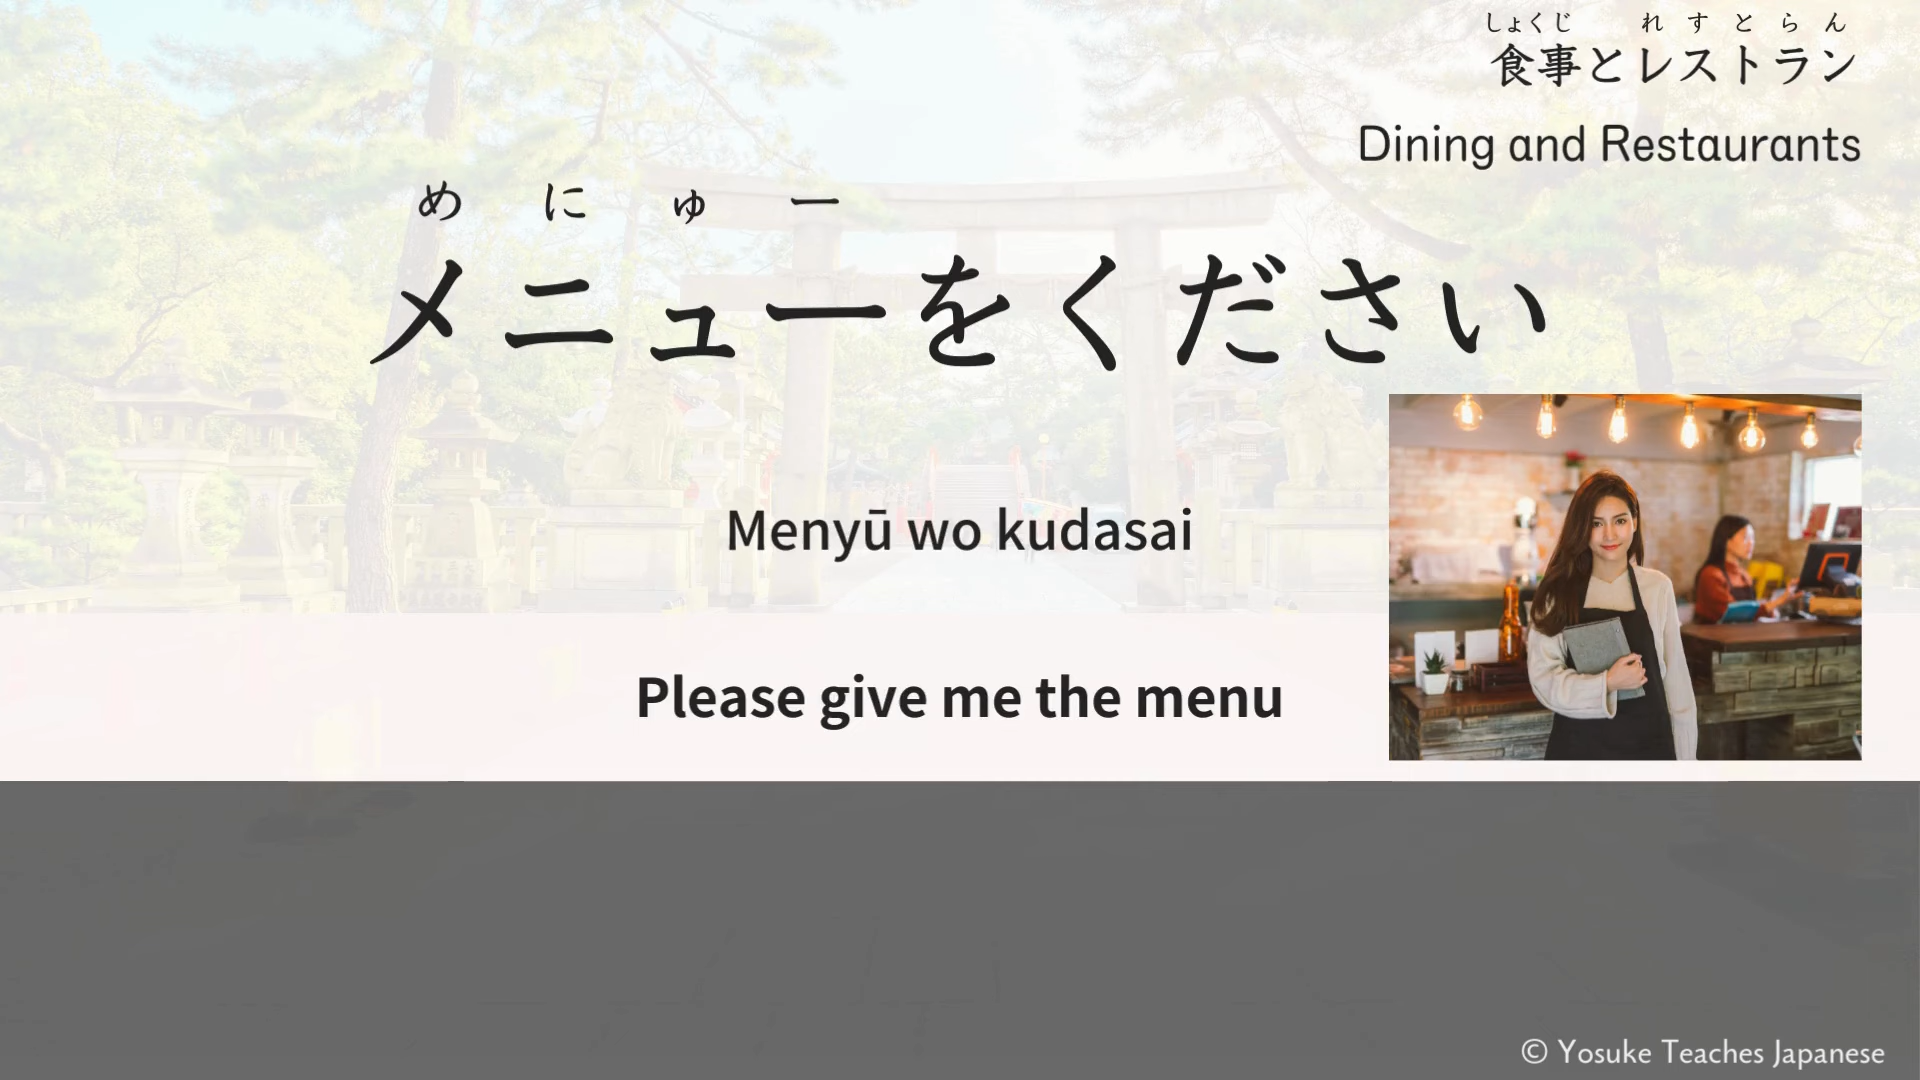 しょくじ　れすとらん
食事とレストラン
Dining and Restaurants
めにゅー
メニューをください
Menyū wo kudasai
Please give me the menu
© Yosuke Teaches Japanese